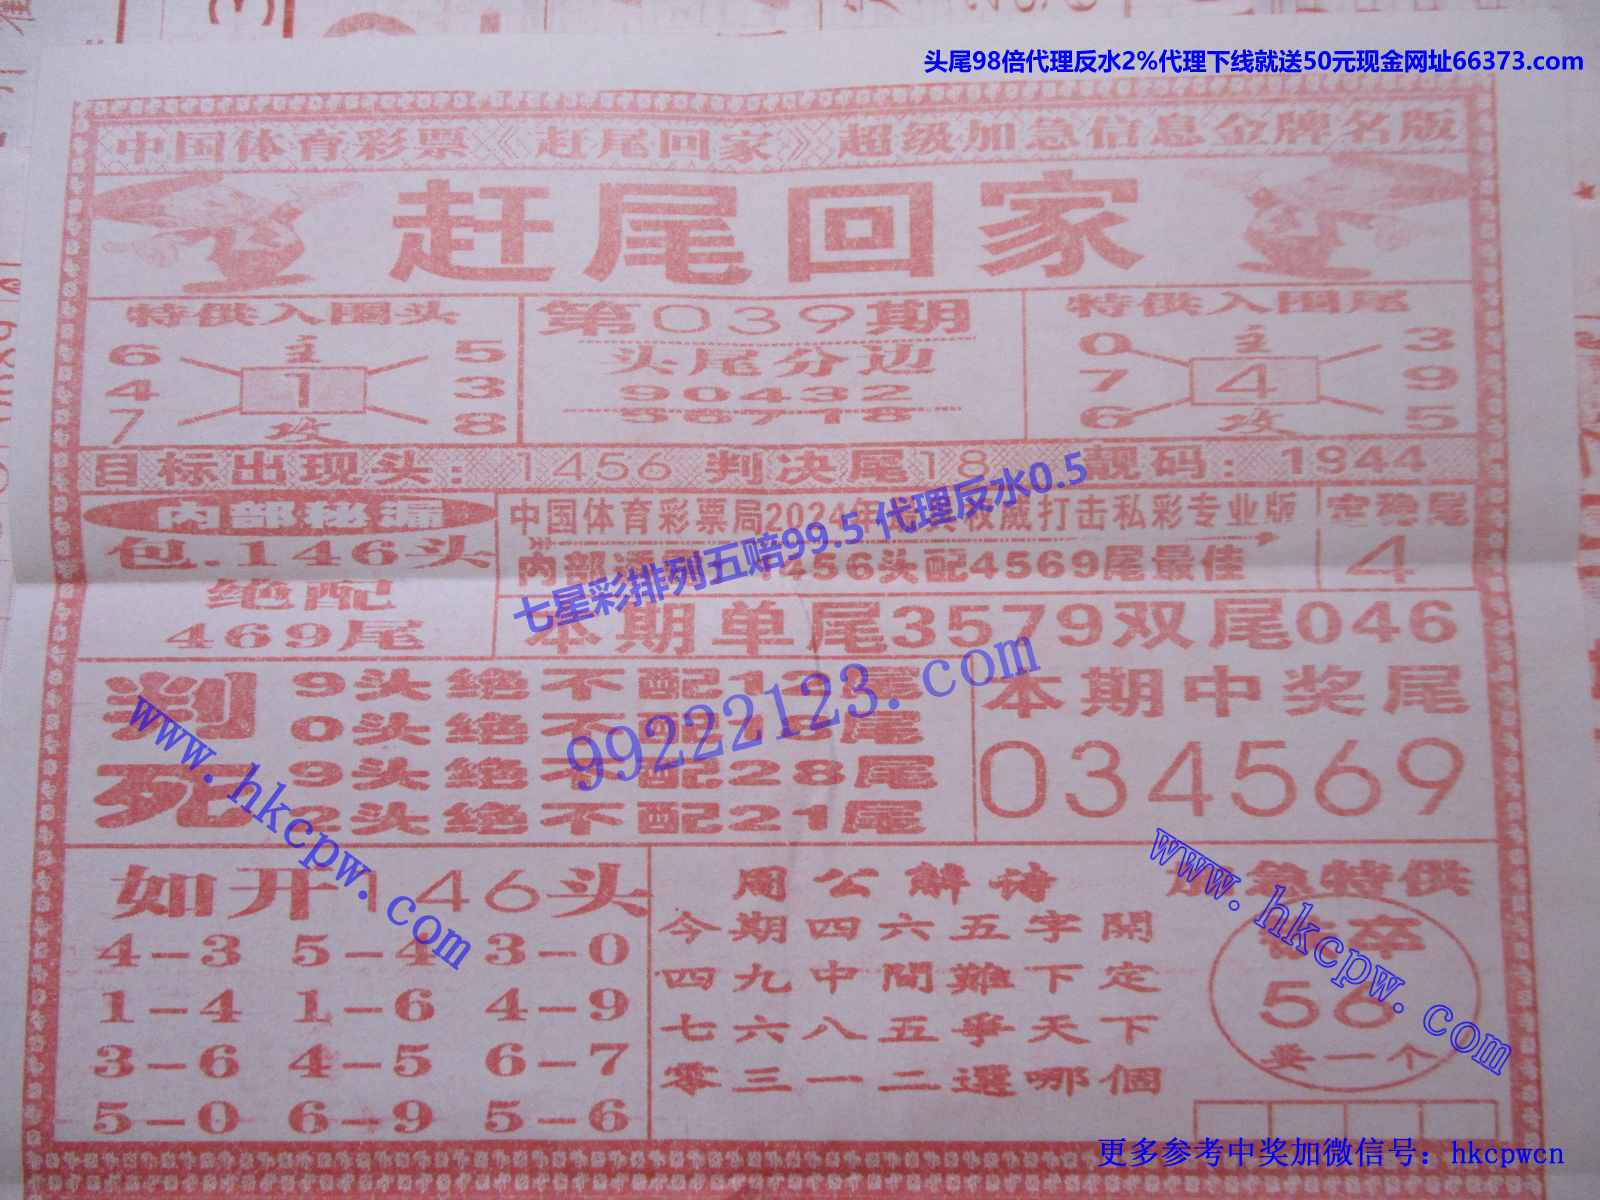 头尾98倍代理反水2%代理下线就送50元现金网址66373.com
中国体育彩票《赶尾回家》超级加急信息金牌名版
赶尾回家
特供入围头
6 主 5
4 1 3
7 攻 8
第039期
头尾分边
90432
56718
特供入围尾
0 主 3
7 4 9
6 攻 5
目标出现头：1456 判决尾18 靓码：1944
内部秘漏
包.146头
绝配
469尾
中国体育彩票局2024年 权威打击私彩专业版
内部 456头配4569尾最佳
尾
4
七星彩排列五赔99.5 代理反水0.5
本期单尾3579双尾046
99222123.com
判死
9头绝不配1 尾
0头绝不配1 尾
9头绝不配28尾
2头绝不配21尾
本期中奖尾
034569
www.hkcpw.com
如开146头
4-3 5-4 3-0
1-4 1-6 4-9
3-6 4-5 6-7
5-0 6-9 5-6
周公解诗
今期四六五字開
四九中間難下定
七六八五爭天下
零三一二選哪個
急特供
www.hkcpw.com
56
要一个
更多参考中奖加微信号：hkcpwcn